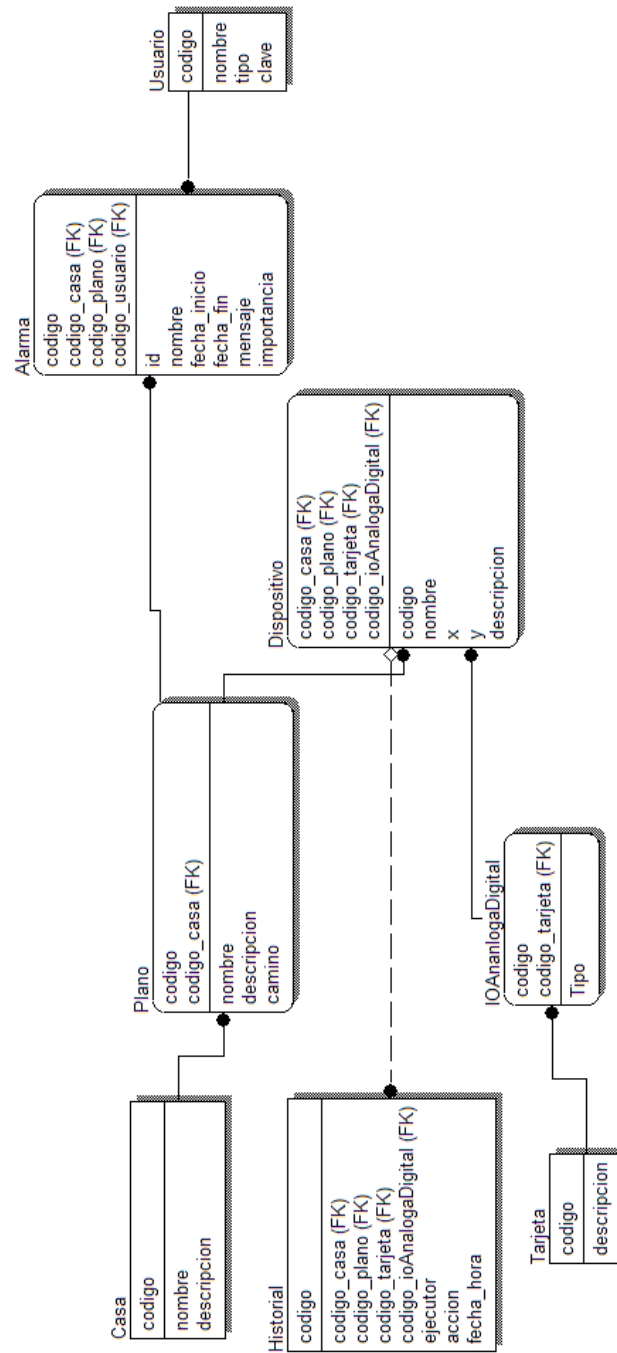 Casa
codigo
nombre
descripcion
Plano
codigo
codigo_casa (FK)
nombre
descripcion
camino
Alarma
codigo
codigo_casa (FK)
codigo_plano (FK)
codigo_usuario (FK)
id
nombre
fecha_inicio
fecha_fin
mensaje
importancia
Usuario
codigo
nombre
tipo
clave
Historial
codigo
codigo_casa (FK)
codigo_plano (FK)
codigo_tarjeta (FK)
codigo_ioAnalogaDigital (FK)
ejecutor
accion
fecha_hora
Dispositivo
codigo_casa (FK)
codigo_plano (FK)
codigo_tarjeta (FK)
codigo_ioAnalogaDigital (FK)
codigo
nombre
x
y
descripcion
Tarjeta
codigo
descripcion
IOAnanlogaDigital
codigo
codigo_tarjeta (FK)
Tipo